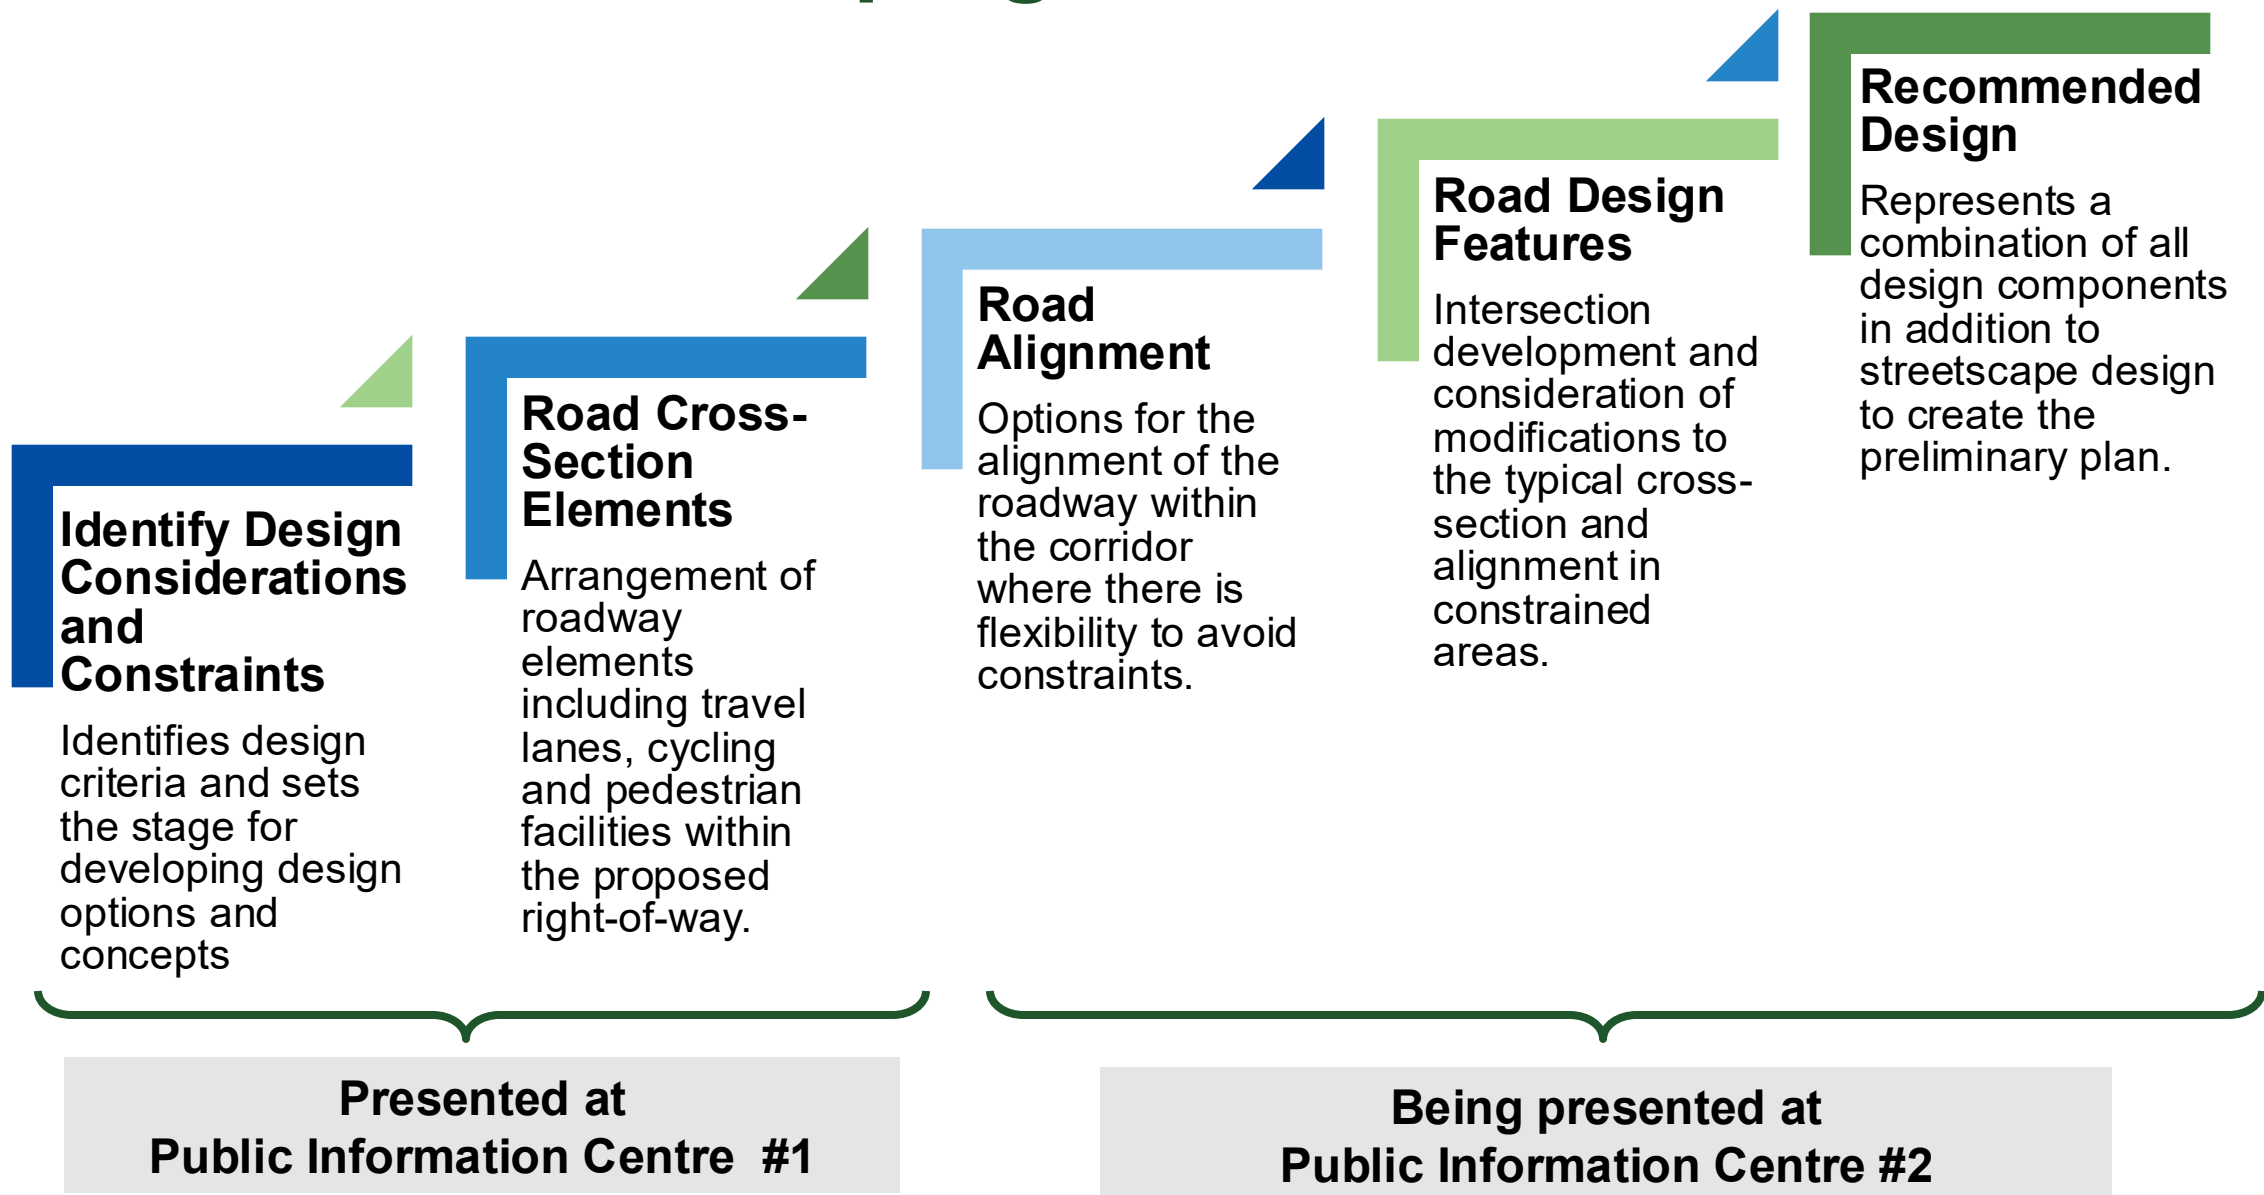 Identify Design
Considerations
and
Constraints
Identifies design
criteria and sets
the stage for
developing design
options and
concepts
Road Cross-
Section
Elements
Arrangement of
roadway
elements
including travel
lanes, cycling
and pedestrian
facilities within
the proposed
right-of-way.
Road
Alignment
Options for the
alignment of the
roadway within
the corridor
where there is
flexibility to avoid
constraints.
Road Design
Features
Intersection
development and
consideration of
modifications to
the typical cross-
section and
alignment in
constrained
areas.
Recommended
Design
Represents a
combination of all
design components
in addition to
streetscape design
to create the
preliminary plan.
Presented at
Public Information Centre #1
Being presented at
Public Information Centre #2